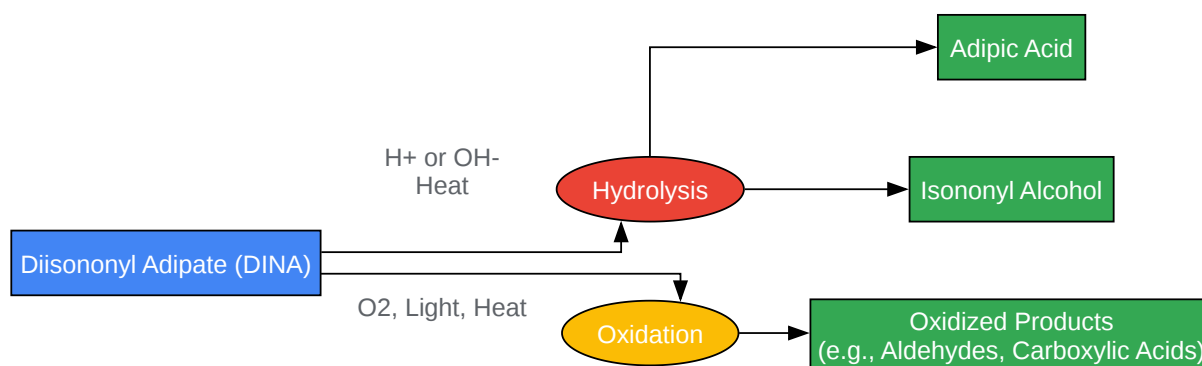 Adipic Acid
H+ or OH-
Heat
Hydrolysis
Isononyl Alcohol
Diisononyl Adipate (DINA)
O2, Light, Heat
Oxidation
Oxidized Products
(e.g., Aldehydes, Carboxylic Acids)